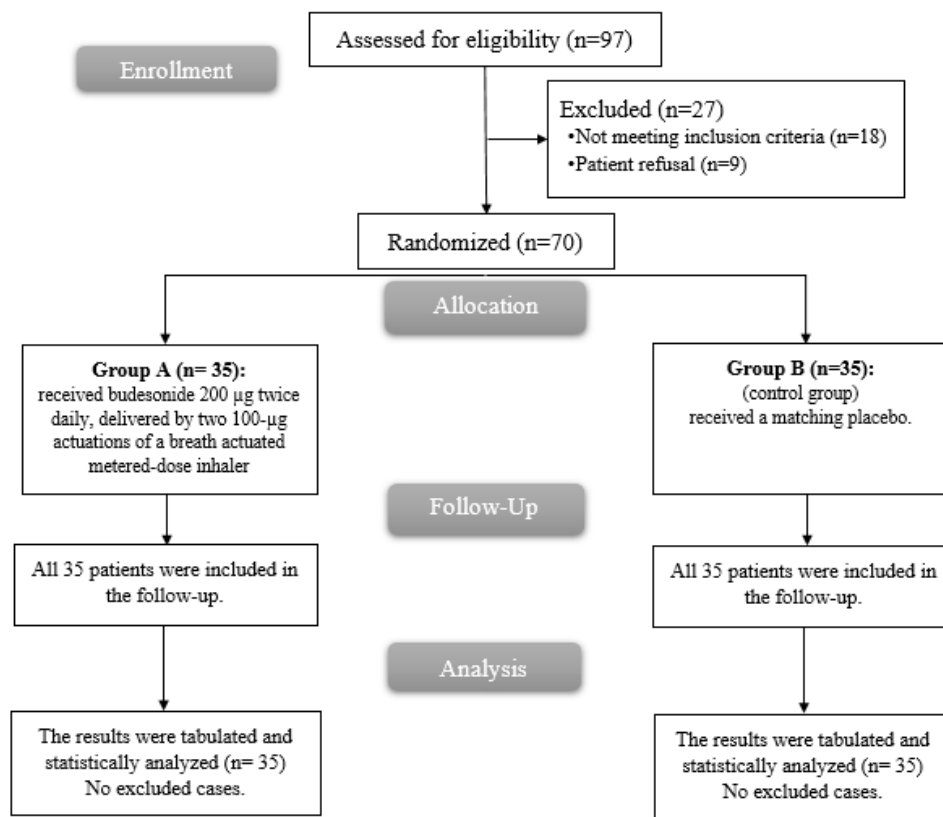 Assessed for eligibility (n=97)
Enrollment
Excluded (n=27)
•Not meeting inclusion criteria (n=18)
•Patient refusal (n=9)
Randomized (n=70)
Allocation
Group A (n= 35):
received budesonide 200 µg twice
daily, delivered by two 100-µg
actuations of a breath actuated
metered-dose inhaler
Group B (n=35):
(control group)
received a matching placebo.
Follow-Up
All 35 patients were included in
the follow-up.
All 35 patients were included in
the follow-up.
Analysis
The results were tabulated and
statistically analyzed (n= 35)
No excluded cases.
The results were tabulated and
statistically analyzed (n= 35)
No excluded cases.